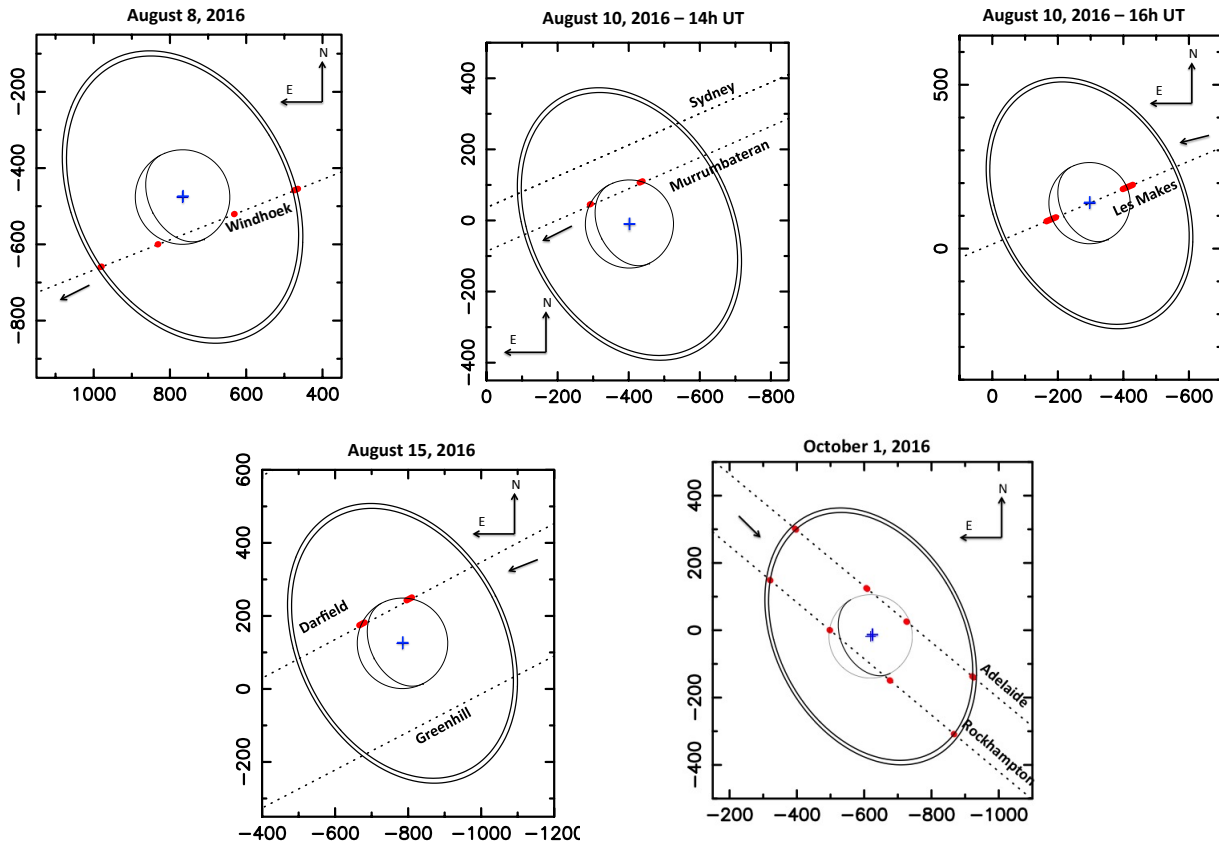 August 8, 2016
N
E
−200
−400
−600
−800
Windhoek
1000 800 600 400
August 10, 2016 – 14h UT
Sydney
Murrumbateran
400
200
0
−200
−400
N
E
0 −200 −400 −600 −800
August 10, 2016 – 16h UT
N
E
500
0
Les Makes
0 −200 −400 −600
August 15, 2016
N
E
600
400
200
0
−200
Darfield
Greenhill
−400 −600 −800 −1000 −1200
October 1, 2016
N
E
400
200
0
−200
−400
Adelaide
Rockhampton
−200 −400 −600 −800 −1000